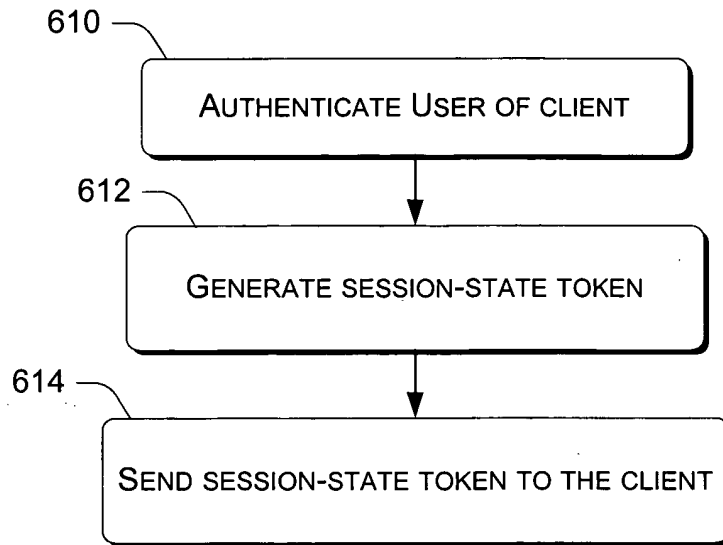 610
AUTHENTICATE USER OF CLIENT
612
GENERATE SESSION-STATE TOKEN
614
SEND SESSION-STATE TOKEN TO THE CLIENT